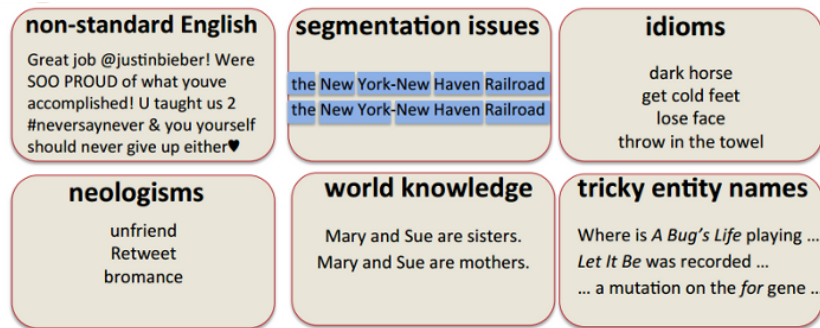 non-standard English
Great job @justinbieber! Were
SOO PROUD of what youve
accomplished! U taught us 2
#neversaynever & you yourself
should never give up either♥
segmentation issues
the New York-New Haven Railroad
the New York-New Haven Railroad
idioms
dark horse
get cold feet
lose face
throw in the towel
neologisms
unfriend
Retweet
bromance
world knowledge
Mary and Sue are sisters.
Mary and Sue are mothers.
tricky entity names
Where is A Bug's Life playing …
Let It Be was recorded …
… a mutation on the for gene …